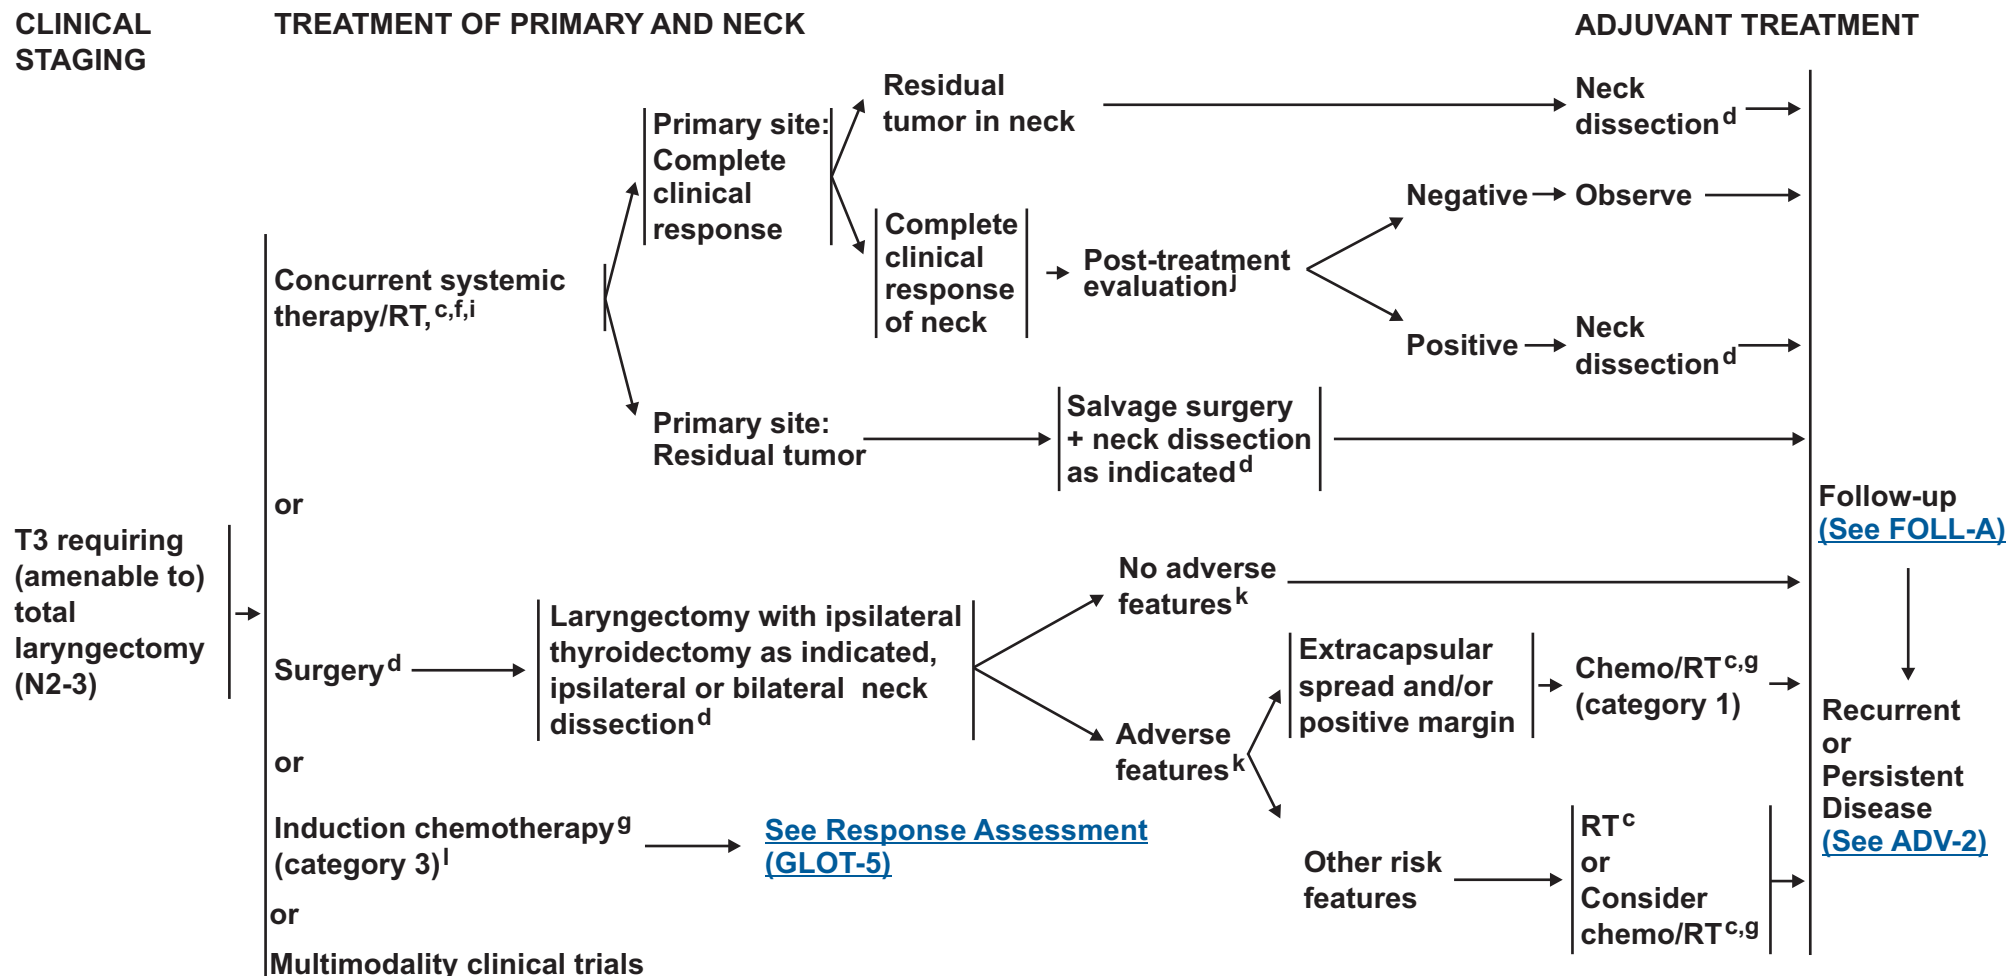 CLINICAL
STAGING
TREATMENT OF PRIMARY AND NECK
ADJUVANT TREATMENT
T3 requiring
(amenable to)
total
laryngectomy
(N2-3)
Concurrent systemic
therapy/RT,c,f,i
Primary site:
Complete
clinical
response
Residual
tumor in neck
Neck
dissectiond
Complete
clinical
response
of neck
Post-treatment
evaluationj
Negative
Observe
Positive
Neck
dissectiond
Primary site:
Residual tumor
Salvage surgery
+ neck dissection
as indicatedd
or
Surgeryd
Laryngectomy with ipsilateral
thyroidectomy as indicated,
ipsilateral or bilateral neck
dissectiond
No adverse
featuresk
Adverse
featuresk
Extracapsular
spread and/or
positive margin
Chemo/RTc,g
(category 1)
Other risk
features
RTc
or
Consider
chemo/RTc,g
or
Induction chemotherapyg
(category 3)l
See Response Assessment
(GLOT-5)
or
Multimodality clinical trials
Follow-up
(See FOLL-A)
Recurrent
or
Persistent
Disease
(See ADV-2)